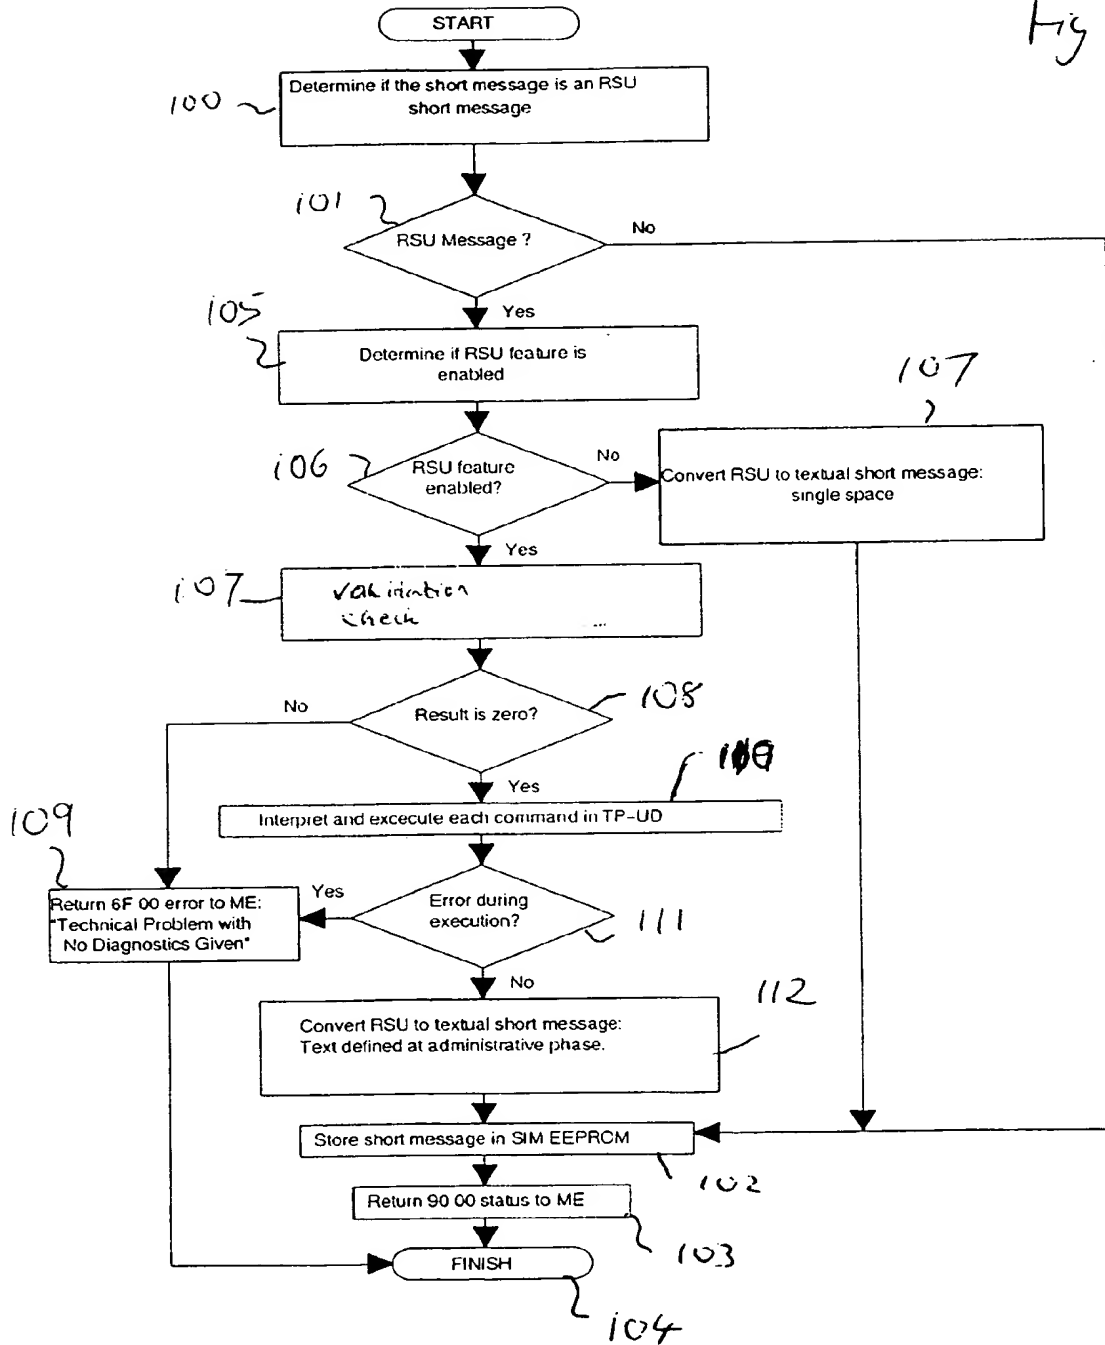 START
Fig
Determine if the short message is an RSU
short message
100
101
RSU Message ?
No
Yes
105
Determine if RSU feature is
enabled
107
106
RSU feature
enabled?
No
Convert RSU to textual short message:
single space
Yes
107
validation
check
...
No
Result is zero?
108
Yes
Interpret and excecute each command in TP-UD
109
Return 6F 00 error to ME:
"Technical Problem with
No Diagnostics Given"
Yes
Error during
execution?
111
No
112
Convert RSU to textual short message:
Text defined at administrative phase.
Store short message in SIM EEPRCM
102
Return 90 00 status to ME
103
FINISH
104